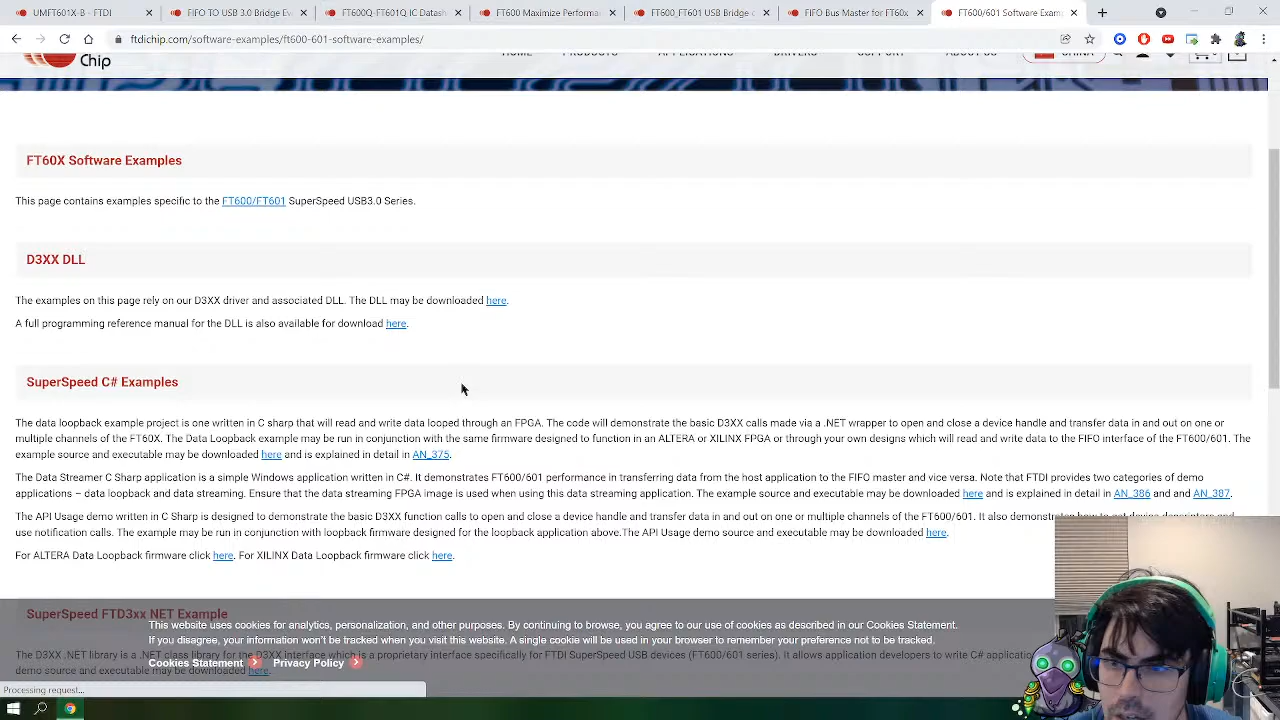 UMFT60X - FTDI
FIFO TO USB 3.0 Bridge Ev
FT600Q-FT601Q IC Datash
FT600 Maximize Performa
FT600_FT601 USB Bridge c
FIFO Bus Master for FT60x
FT600/601 Software Exam
ftdichip.com/software-examples/ft600-601-software-examples/
Chip
HOME PRODUCTS APPLICATIONS DRIVERS SUPPORT ABOUT US CHINA
FT60X Software Examples
This page contains examples specific to the FT600/FT601 SuperSpeed USB3.0 Series.
D3XX DLL
The examples on this page rely on our D3XX driver and associated DLL. The DLL may be downloaded here.
A full programming reference manual for the DLL is also available for download here.
SuperSpeed C# Examples
The data loopback example project is one written in C sharp that will read and write data looped through an FPGA. The code will demonstrate the basic D3XX calls made via a .NET wrapper to open and close a device handle and transfer data in and out on one or
multiple channels of the FT60X. The Data Loopback example may be run in conjunction with the same firmware designed to function in an ALTERA or XILINX FPGA or through your own designs which will read and write data to the FIFO interface of the FT600/601. The
example source and executable may be downloaded here and is explained in detail in AN_375.
The Data Streamer C Sharp application is a simple Windows application written in C#. It demonstrates FT600/601 performance in transferring data from the host application to the FIFO master and vice versa. Note that FTDI provides two categories of demo
applications – data loopback and data streaming. Ensure that the data streaming FPGA image is used when using this data streaming application. The example source and executable may be downloaded here and is explained in detail in AN_386 and and AN_387.
The API Usage demo written in C Sharp is designed to demonstrate the basic D3XX function calls to open and close a device handle and transfer data in and out on one or multiple channels of the FT600/601. It also demonstrates how to get device descriptors and
use notification calls. The example may be run in conjunction with loopback firmware designed for the loopback application above.The API Usage demo source and executable may be downloaded here.
For ALTERA Data Loopback firmware click here. For XILINX Data Loopback firmware click here.
SuperSpeed FTD3xx NET Example
This website uses cookies for analytics, personalization, and other purposes. By continuing to browse, you agree to our use of cookies as described in our Cookies Statement.
If you disagree, your information won't be tracked when you visit this website. A single cookie will be used in your browser to remember your preference not to be tracked.
The D3XX .NET library is a .NET class library for the D3XX interface which is a proprietary interface specifically for FTDI SuperSpeed USB devices (FT600/601 series). It allows application developers to write C# applicatio
Cookies Statement Privacy Policy
demo source and executable may be downloaded here.
Processing request...